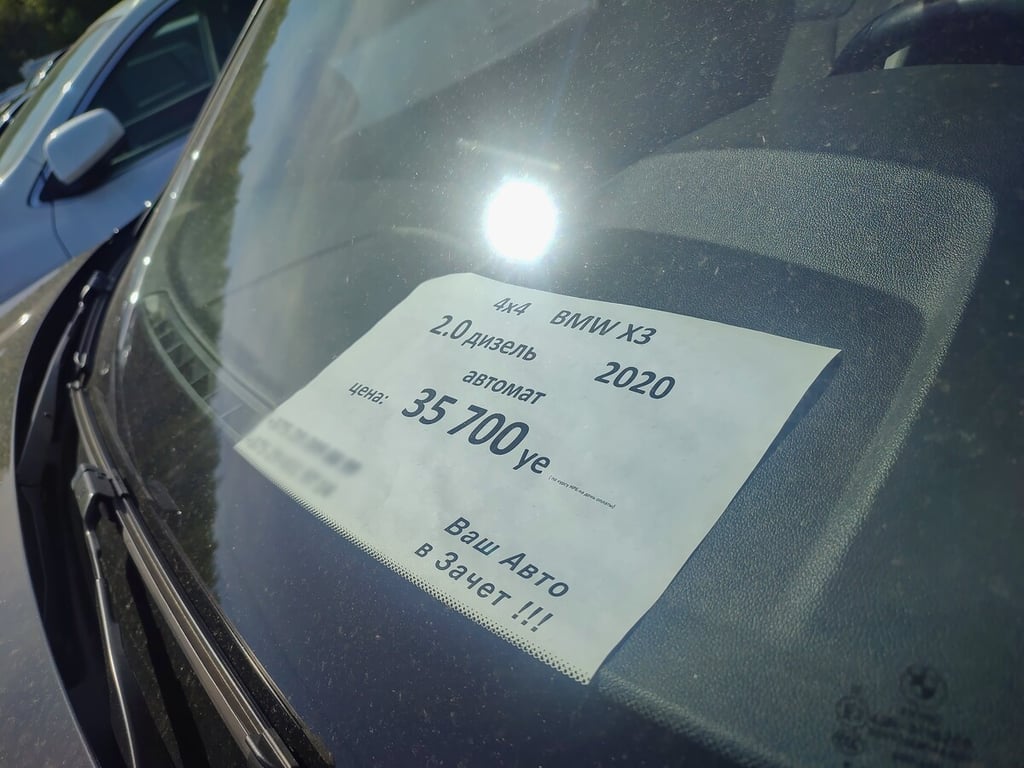 4x4 BMW X3
2.0 дизель 2020
автомат
цена: 35 700 уе
Ваш Авто
в Зачет !!!